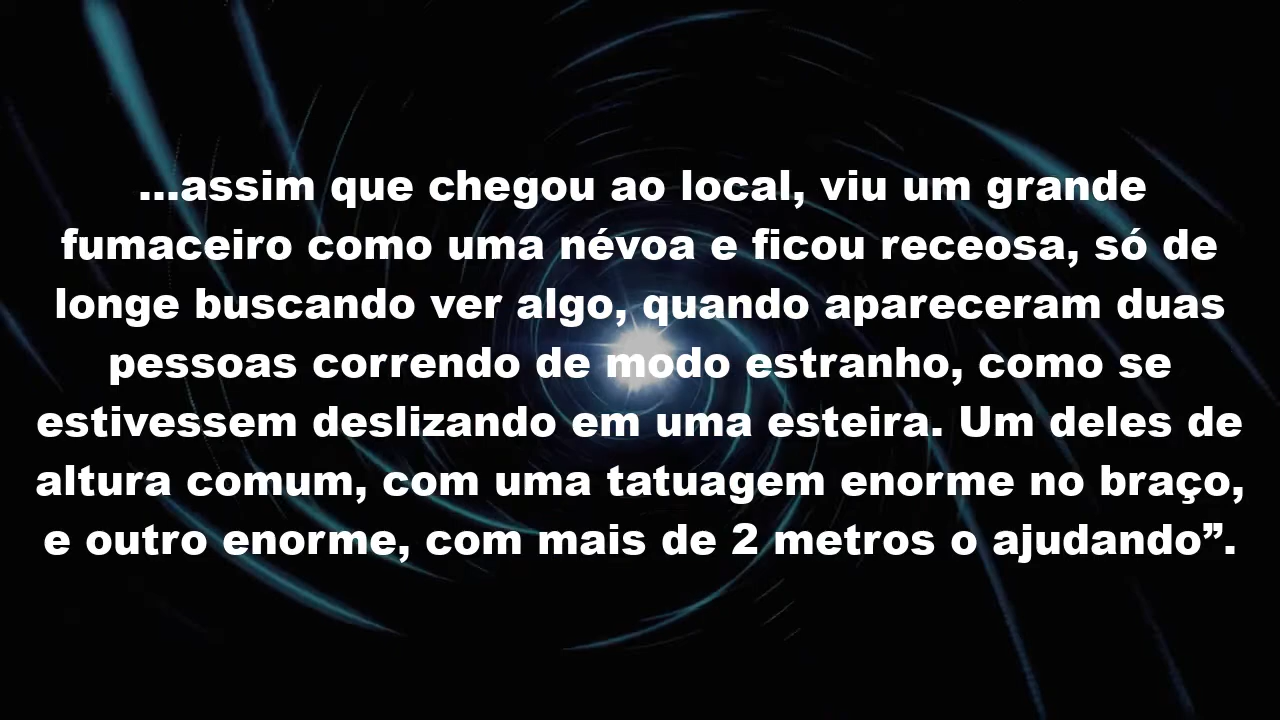 ...assim que chegou ao local, viu um grande
fumaceiro como uma névoa e ficou receosa, só de
longe buscando ver algo, quando apareceram duas
pessoas correndo de modo estranho, como se
estivessem deslizando em uma esteira. Um deles de
altura comum, com uma tatuagem enorme no braço,
e outro enorme, com mais de 2 metros o ajudando”.